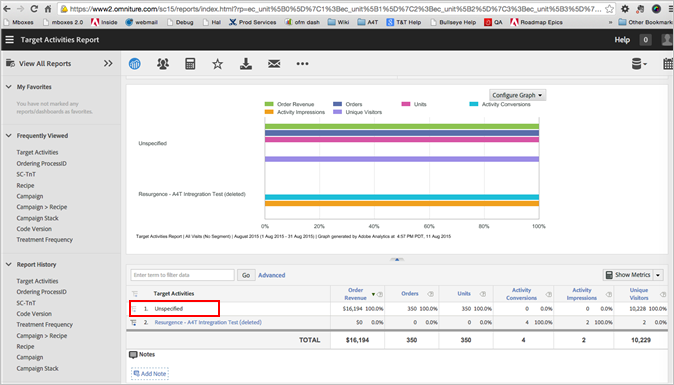 https://www2.omniture.com/sc15/reports/index.html?rp=ec_unit%5B0%5D%7C1%3Bec_unit%5B1%5D%7C2%3Bec_unit%5B2%5D%7C3%3Bec_unit%5B3%5D%7...
Mboxes 2.0 Mboxes Inside webmail Debug Hal Prod Services ofm dash Wiki A4T T&T Help Bullseye Help QA Roadmap Epics » Other Bookmarks
Target Activities Report Help 0
View All Reports
My Favorites
You have not marked any
reports/dashboards as favorites.
Frequently Viewed
Target Activities
Ordering ProcessID
SC-TnT
Recipe
Campaign
Campaign > Recipe
Campaign Stack
Code Version
Treatment Frequency
Report History
Target Activities
Ordering ProcessID
SC-TnT
Code Version
Treatment Frequency
Campaign > Recipe
Recipe
Campaign
Campaign Stack
Configure Graph
Order Revenue Orders Units Activity Conversions
Activity Impressions Unique Visitors
Unspecified
Resurgence - A4T Intregration Test (deleted)
0% 20% 40% 60% 80% 100%
Target Activities Report | All Visits (No Segment) | August 2015 (1 Aug 2015 - 31 Aug 2015) | Graph generated by Adobe Analytics at 4:57 PM PDT, 11 Aug 2015
Enter term to filter data Go Advanced Show Metrics
Target Activities Order Revenue Orders Units Activity Conversions Activity Impressions Unique Visitors
1. Unspecified $16,194 100.0% 350 100.0% 350 100.0% 0 0.0% 0 0.0% 10,228 100.0%
2. Resurgence - A4T Intregration Test (deleted) $0 0.0% 0 0.0% 0 0.0% 4 100.0% 2 100.0% 2 0.0%
TOTAL $16,194 350 350 4 2 10,229
Notes
Add Note